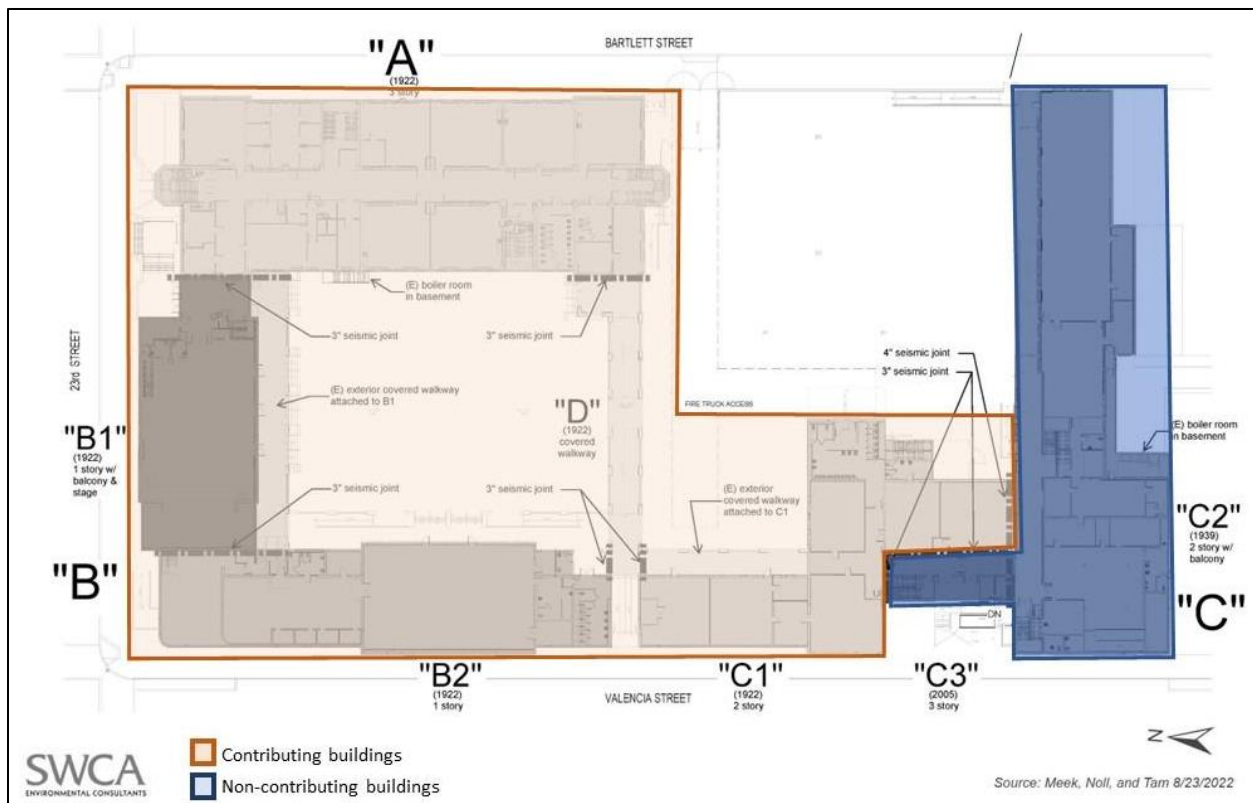 BARTLETT STREET
"A"
(1922)
3 story
(E) boiler room
in basement
3" seismic joint
3" seismic joint
4" seismic joint
3" seismic joint
23rd STREET
(E) exterior covered walkway
attached to B1
"D"
(1922)
covered
walkway
FIRE TRUCK ACCESS
"B1"
(1922)
1 story w/
balcony &
stage
(E) boiler room
in basement
3" seismic joint
3" seismic joint
(E) exterior
covered walkway
attached to C1
"C2"
(1939)
2 story w/
balcony
"B"
"C"
DN
"B2"
(1922)
1 story
VALENCIA STREET
"C1"
(1922)
2 story
"C3"
(2005)
3 story
N
SWCA
ENVIRONMENTAL CONSULTANTS
Contributing buildings
Non-contributing buildings
Source: Meek, Noll, and Tam 8/23/2022